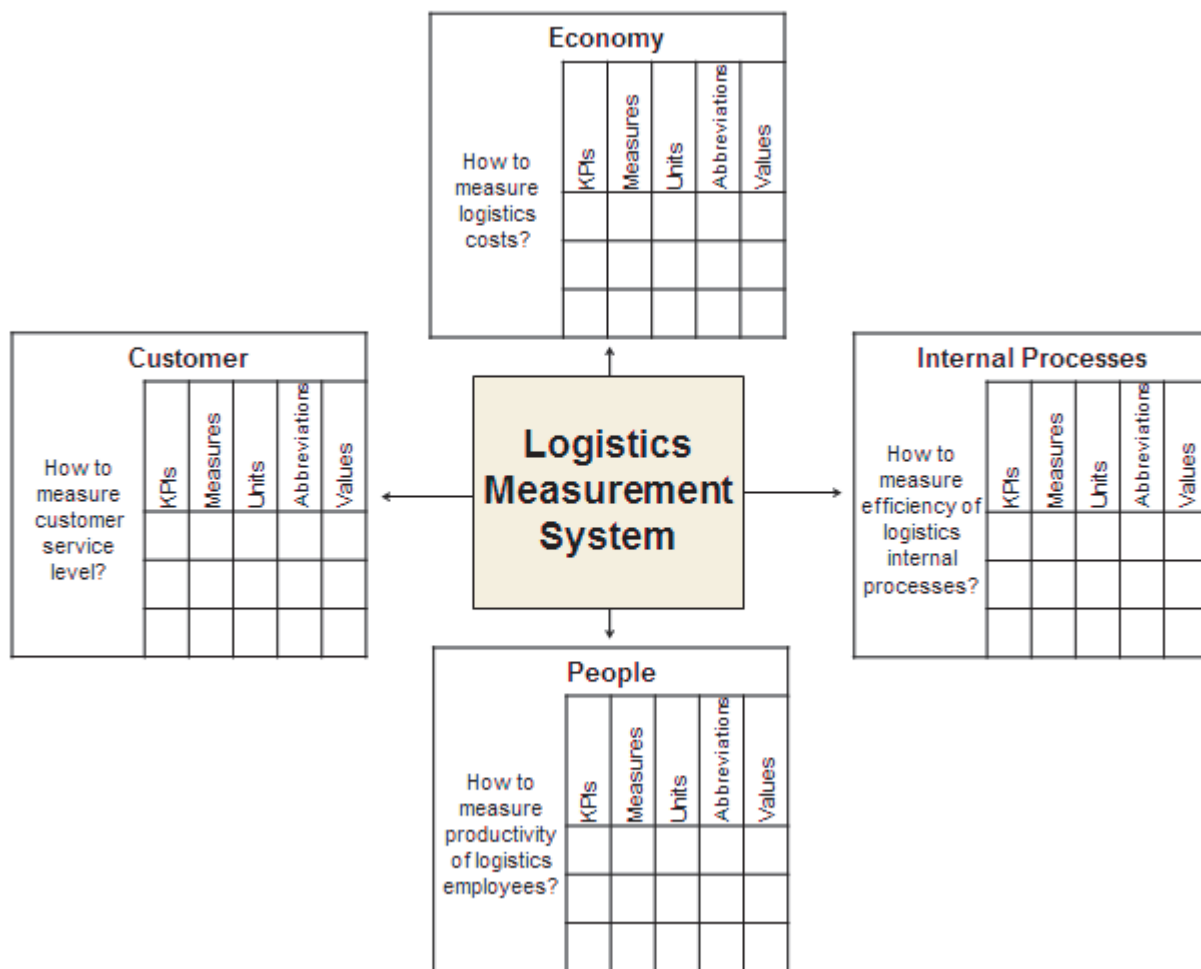 Economy
How to
measure
logistics
costs?
KPIs
Measures
Units
Abbreviations
Values
Customer
How to
measure
customer
service
level?
KPIs
Measures
Units
Abbreviations
Values
Logistics
Measurement
System
Internal Processes
How to
measure
efficiency of
logistics
internal
processes?
KPIs
Measures
Units
Abbreviations
Values
People
How to
measure
productivity
of logistics
employees?
KPIs
Measures
Units
Abbreviations
Values